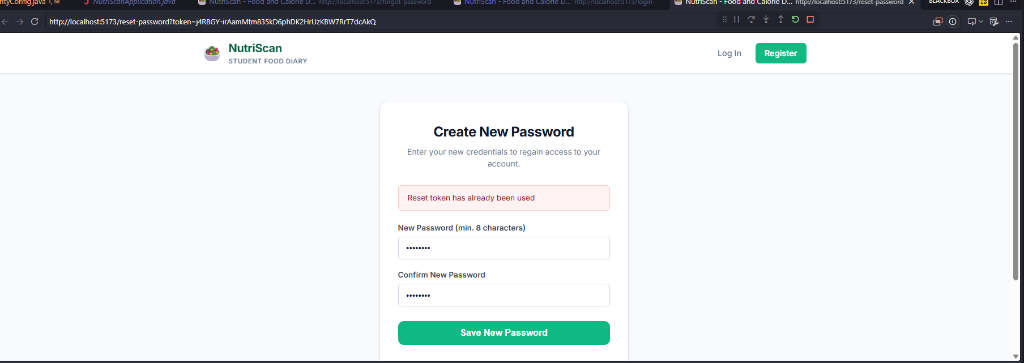 NutriScanApplication.java
http://localhost:5173/reset-password?token=
NutriScan
STUDENT FOOD DIARY
Log In
Register
Create New Password
Enter your new credentials to regain access to your
account.
Reset token has already been used
New Password (min. 8 characters)
••••••••
Confirm New Password
••••••••
Save New Password